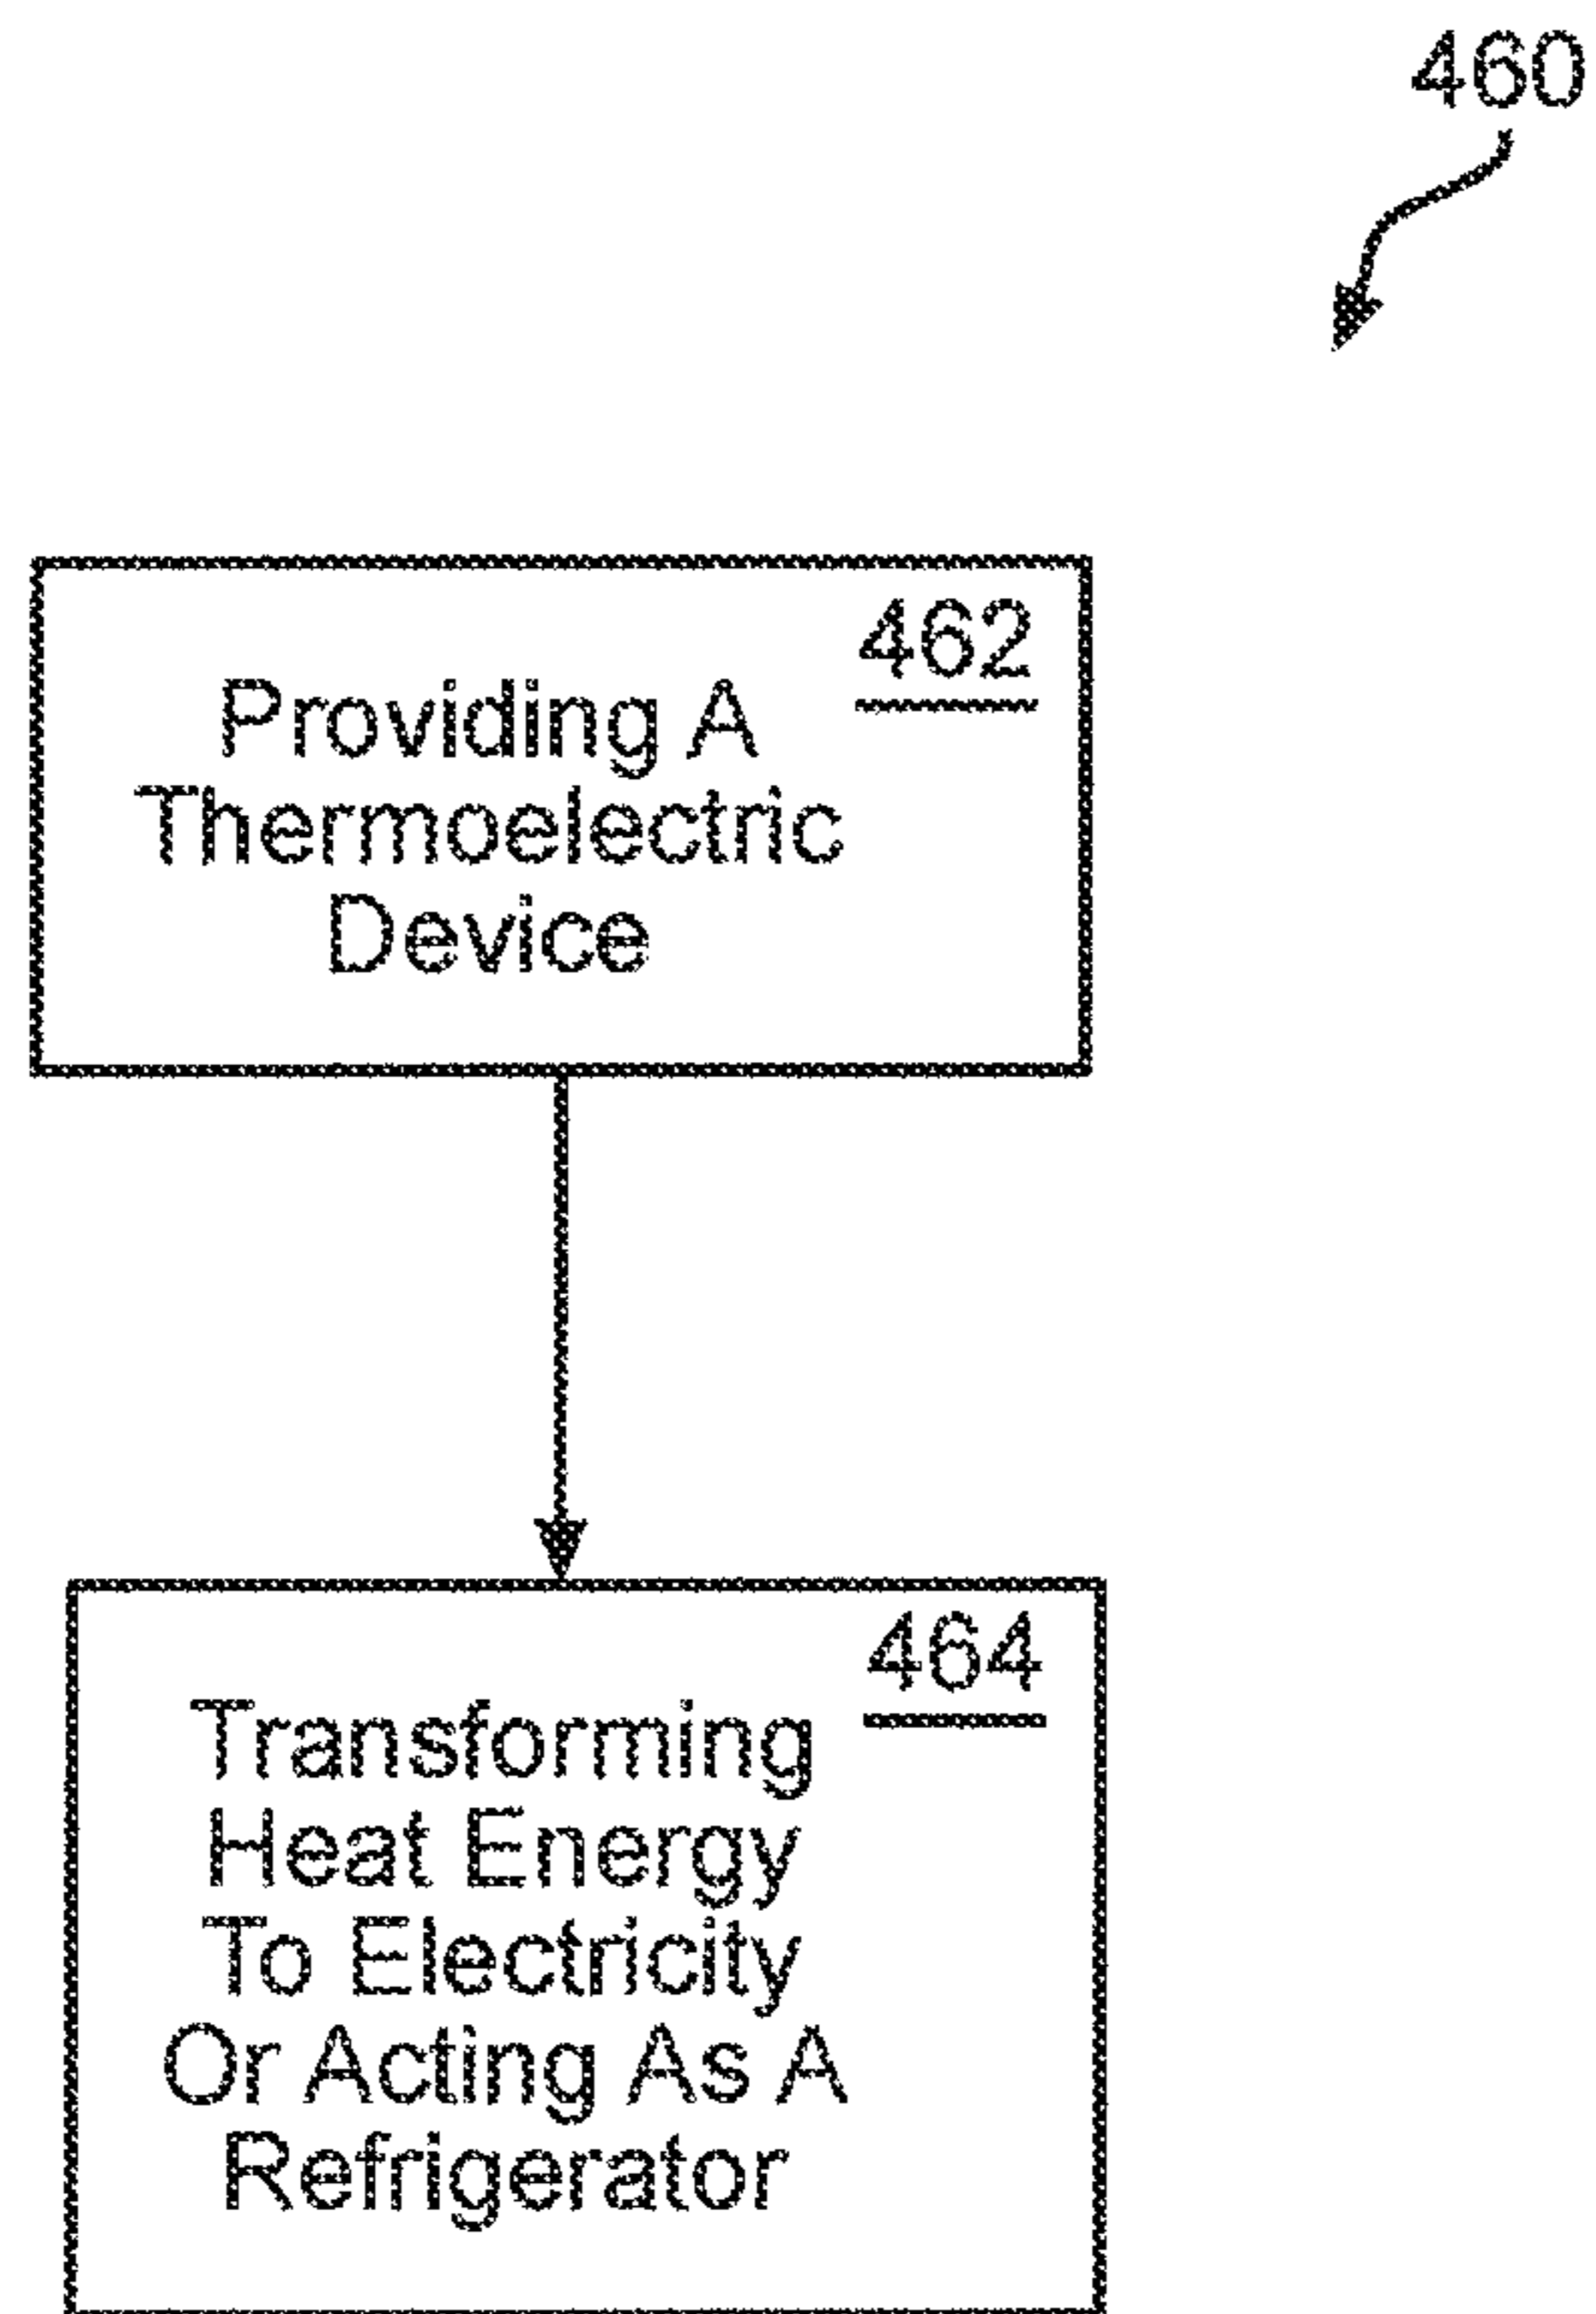 460
462
Providing A
Thermoelectric
Device
464
Transforming
Heat Energy
To Electricity
Or Acting As A
Refrigerator